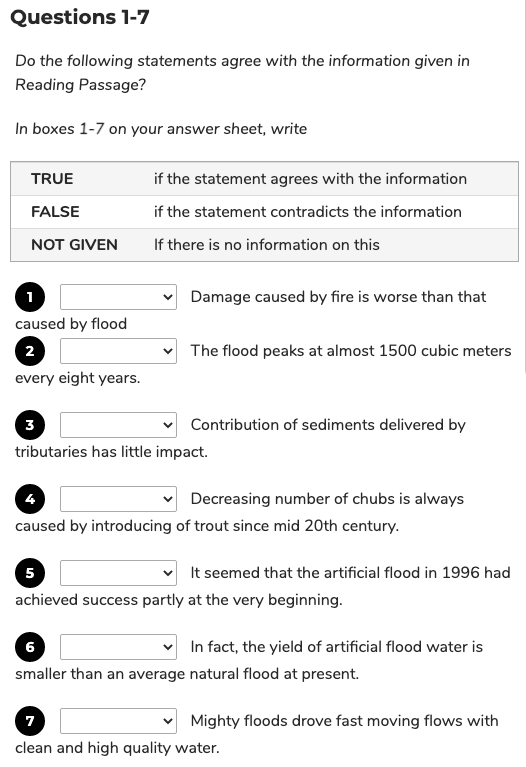 Questions 1-7
Do the following statements agree with the information given in
Reading Passage?
In boxes 1-7 on your answer sheet, write
TRUE if the statement agrees with the information
FALSE if the statement contradicts the information
NOT GIVEN If there is no information on this
1 Damage caused by fire is worse than that
caused by flood
2 The flood peaks at almost 1500 cubic meters
every eight years.
3 Contribution of sediments delivered by
tributaries has little impact.
4 Decreasing number of chubs is always
caused by introducing of trout since mid 20th century.
5 It seemed that the artificial flood in 1996 had
achieved success partly at the very beginning.
6 In fact, the yield of artificial flood water is
smaller than an average natural flood at present.
7 Mighty floods drove fast moving flows with
clean and high quality water.